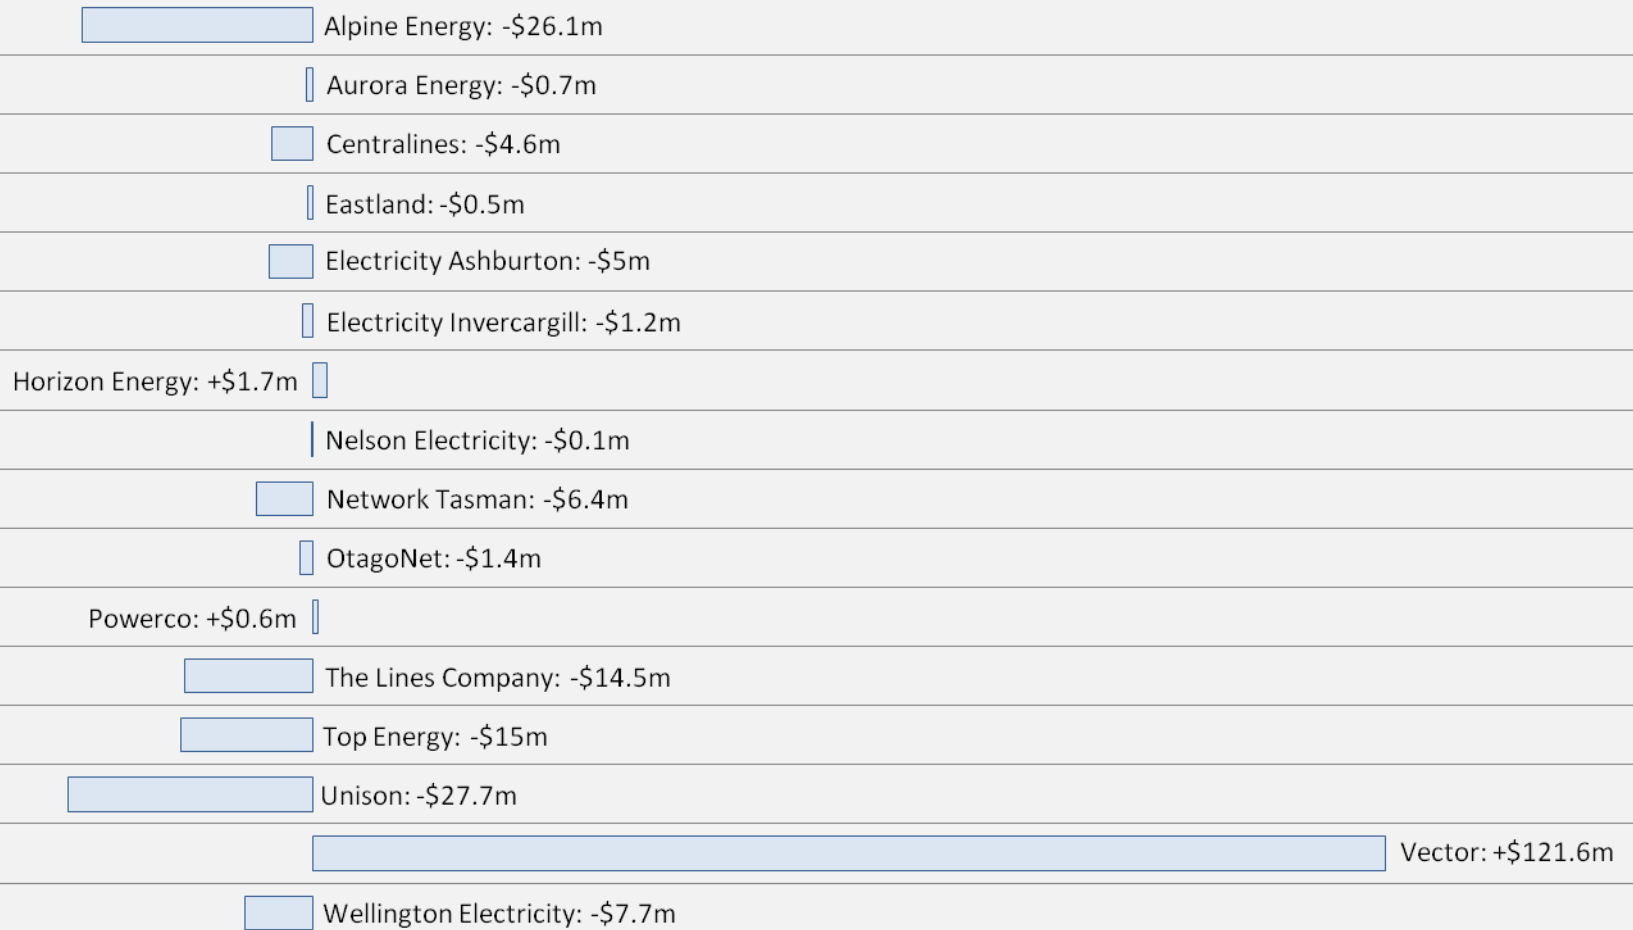 Alpine Energy: -$26.1m
Aurora Energy: -$0.7m
Centralines: -$4.6m
Eastland: -$0.5m
Electricity Ashburton: -$5m
Electricity Invercargill: -$1.2m
Horizon Energy: +$1.7m
Nelson Electricity: -$0.1m
Network Tasman: -$6.4m
OtagoNet: -$1.4m
Powerco: +$0.6m
The Lines Company: -$14.5m
Top Energy: -$15m
Unison: -$27.7m
Vector: +$121.6m
Wellington Electricity: -$7.7m